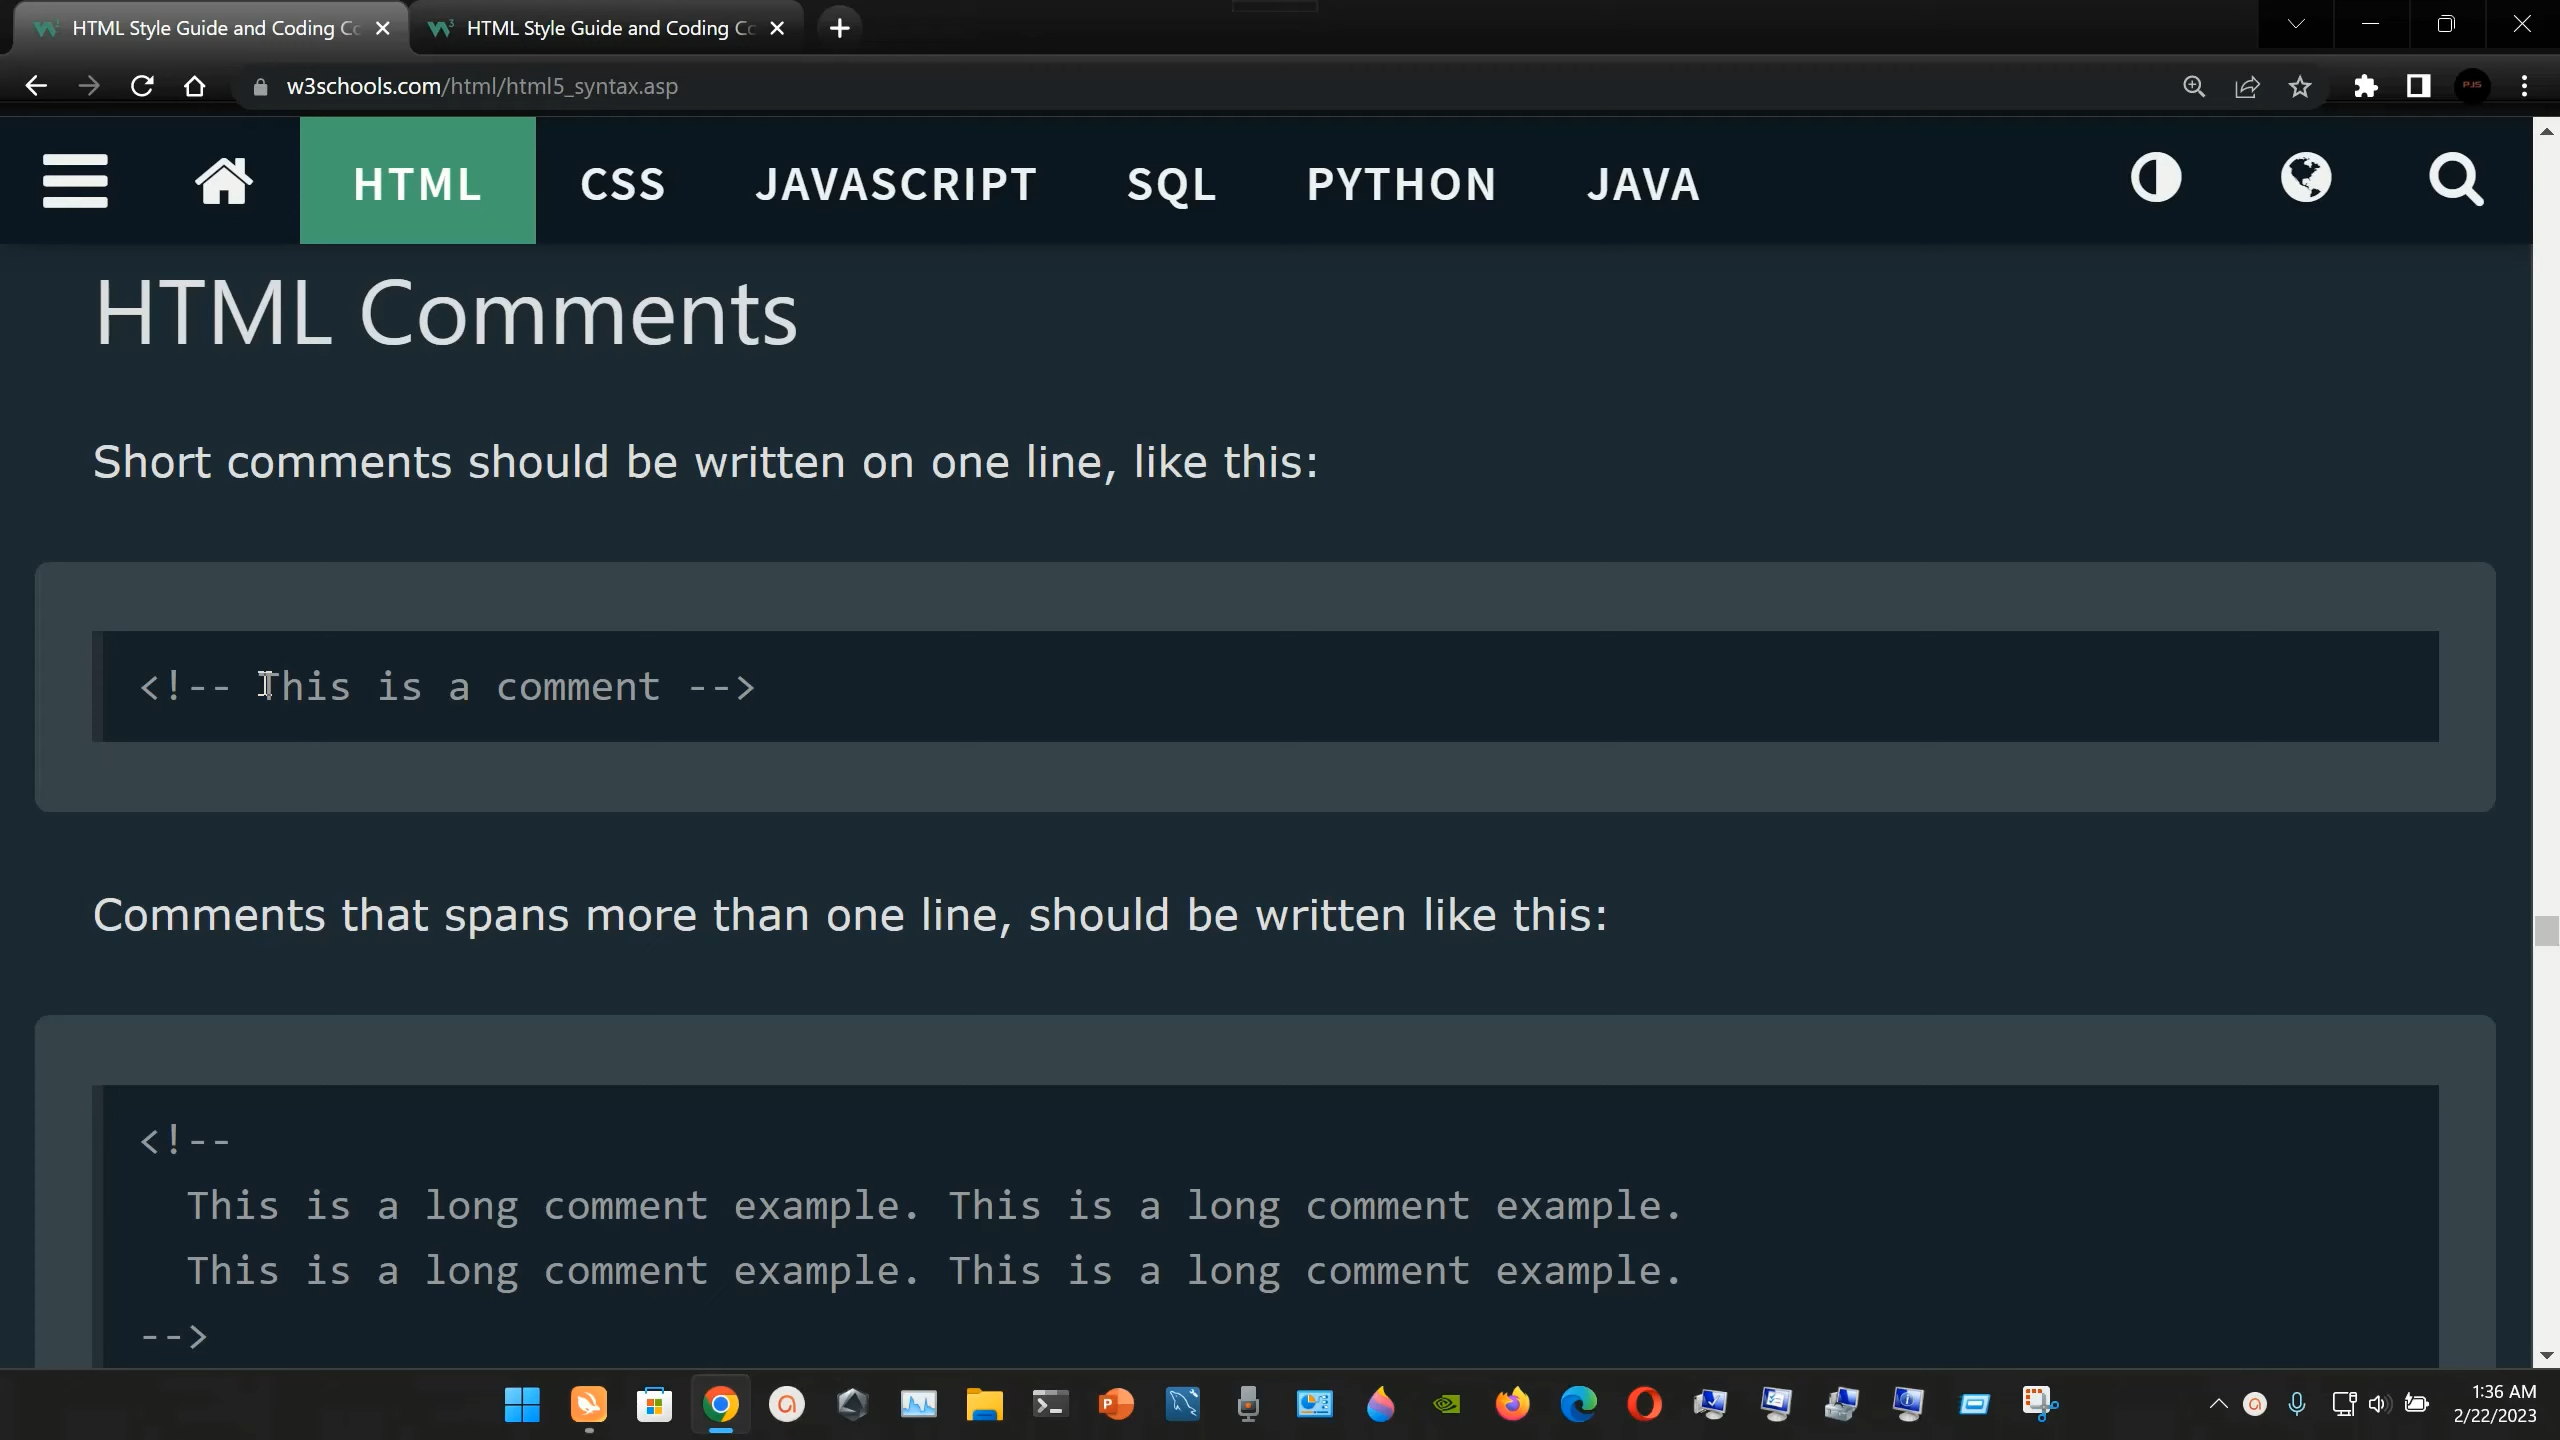 HTML Style Guide and Coding Co
HTML Style Guide and Coding Co
w3schools.com/html/html5_syntax.asp
PJS
HTML CSS JAVASCRIPT SQL PYTHON JAVA
HTML Comments
Short comments should be written on one line, like this:
<!-- This is a comment -->
Comments that spans more than one line, should be written like this:
<!--
This is a long comment example. This is a long comment example.
This is a long comment example. This is a long comment example.
-->
1:36 AM
2/22/2023